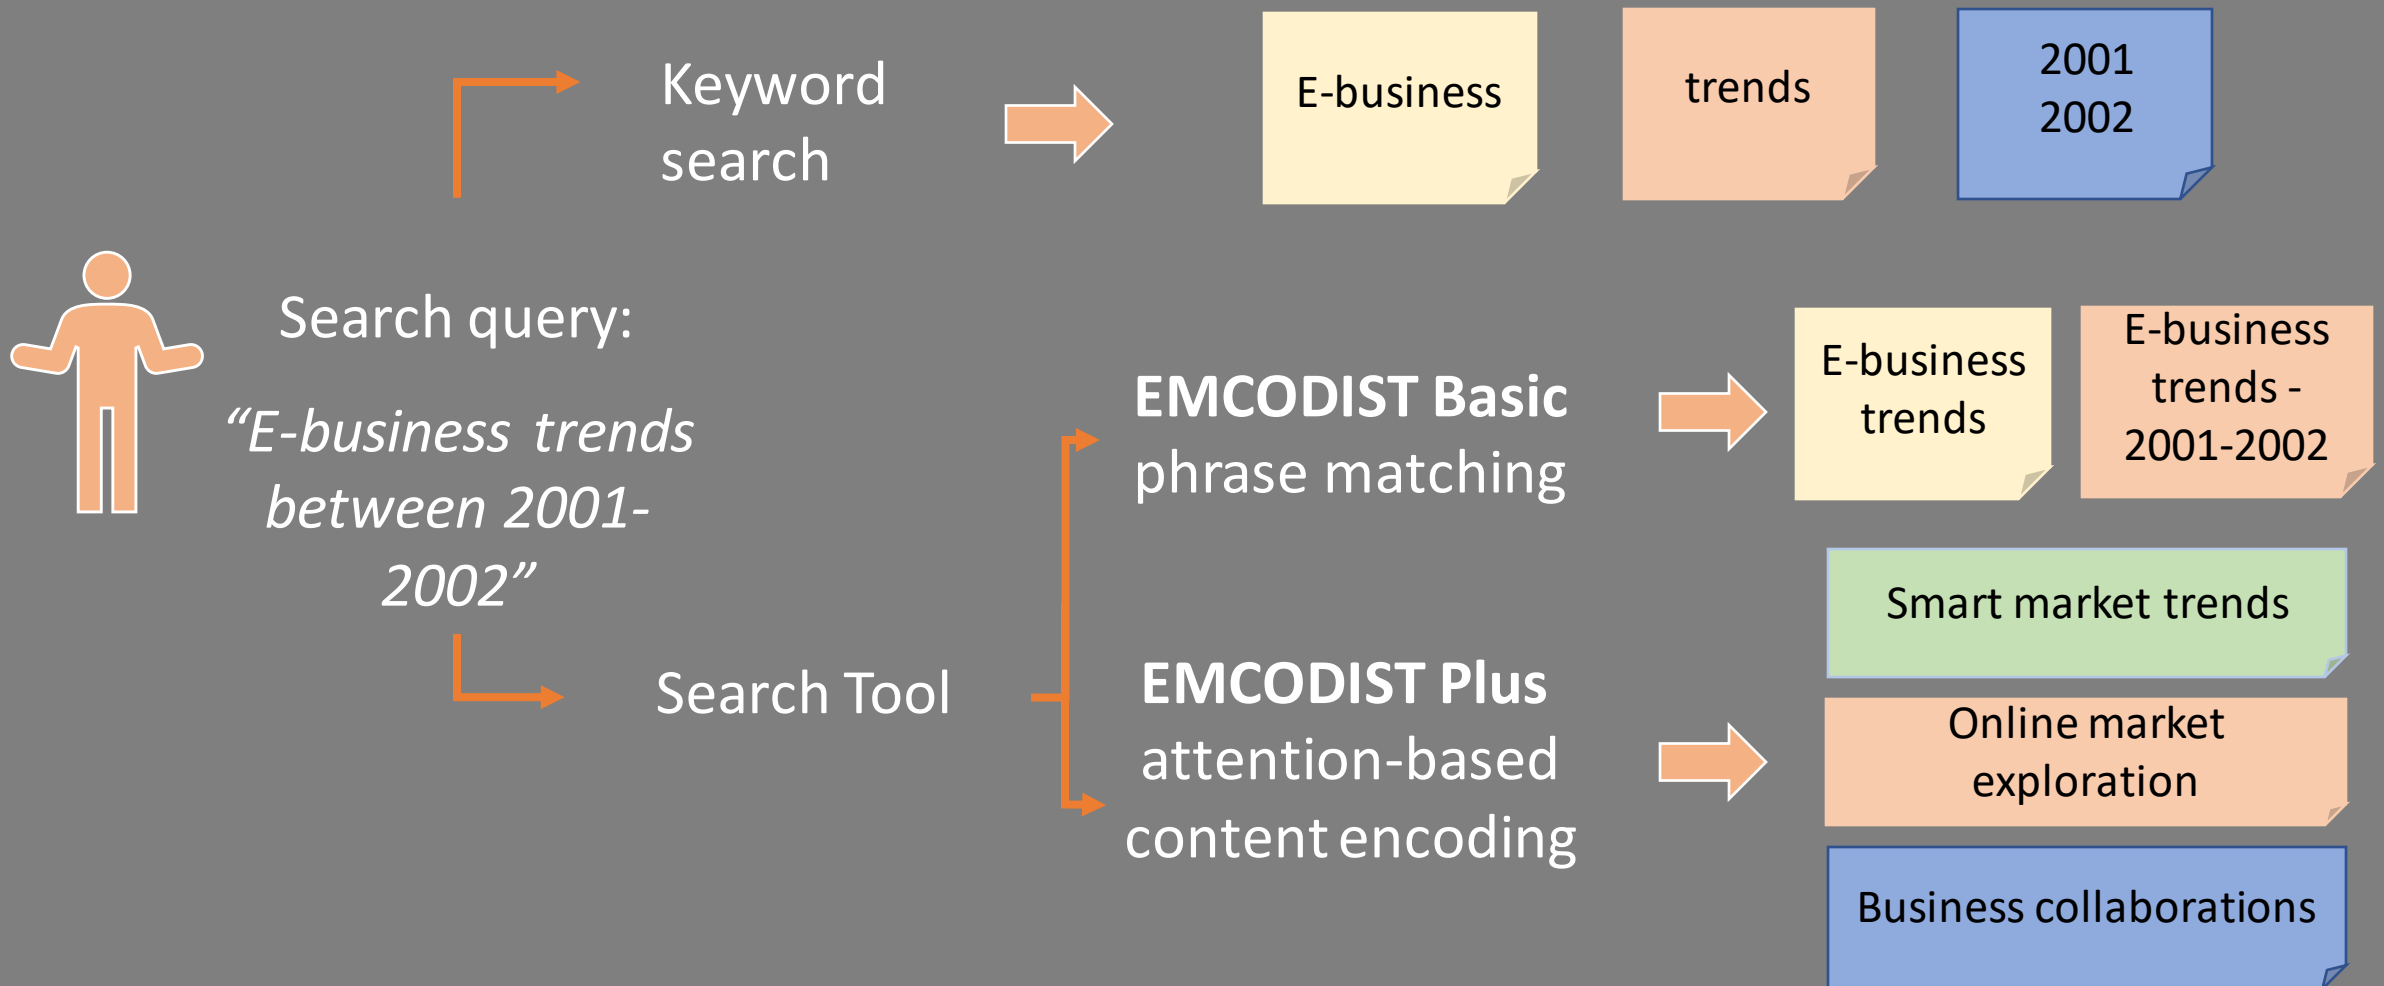 Keyword
search
E-business
trends
2001
2002
Search query:
“E-business trends
between 2001-
2002”
Search Tool
EMCODIST Basic
phrase matching
E-business
trends
E-business
trends -
2001-2002
EMCODIST Plus
attention-based
content encoding
Smart market trends
Online market
exploration
Business collaborations